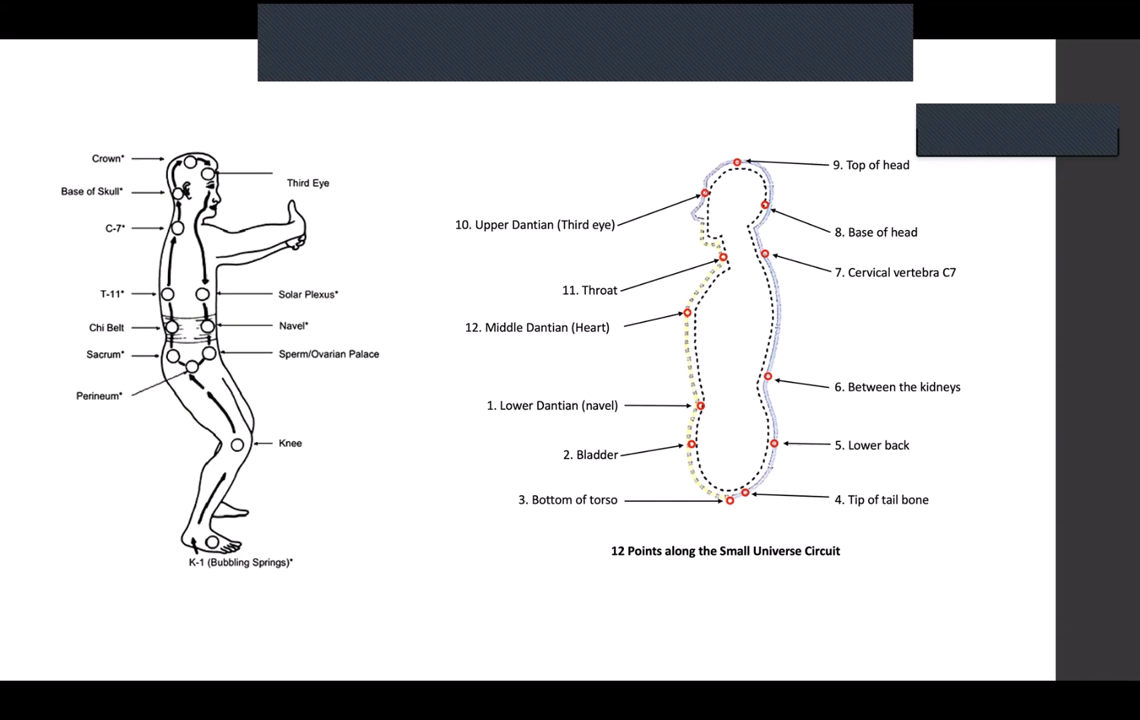 Crown*
Base of Skull*
C-7*
T-11*
Chi Belt
Sacrum*
Perineum*
Third Eye
Solar Plexus*
Navel*
Sperm/Ovarian Palace
Knee
K-1 (Bubbling Springs)*
9. Top of head
10. Upper Dantian (Third eye)
8. Base of head
7. Cervical vertebra C7
11. Throat
12. Middle Dantian (Heart)
6. Between the kidneys
1. Lower Dantian (navel)
5. Lower back
2. Bladder
3. Bottom of torso
4. Tip of tail bone
12 Points along the Small Universe Circuit